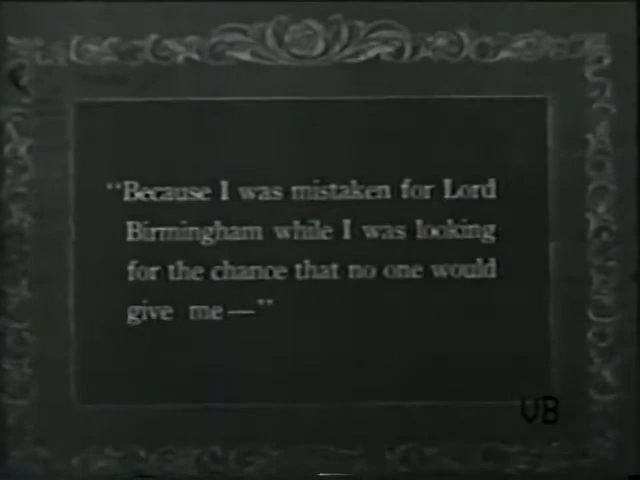 “Because I was mistaken for Lord
Birmingham while I was looking
for the chance that no one would
give me—”
VB